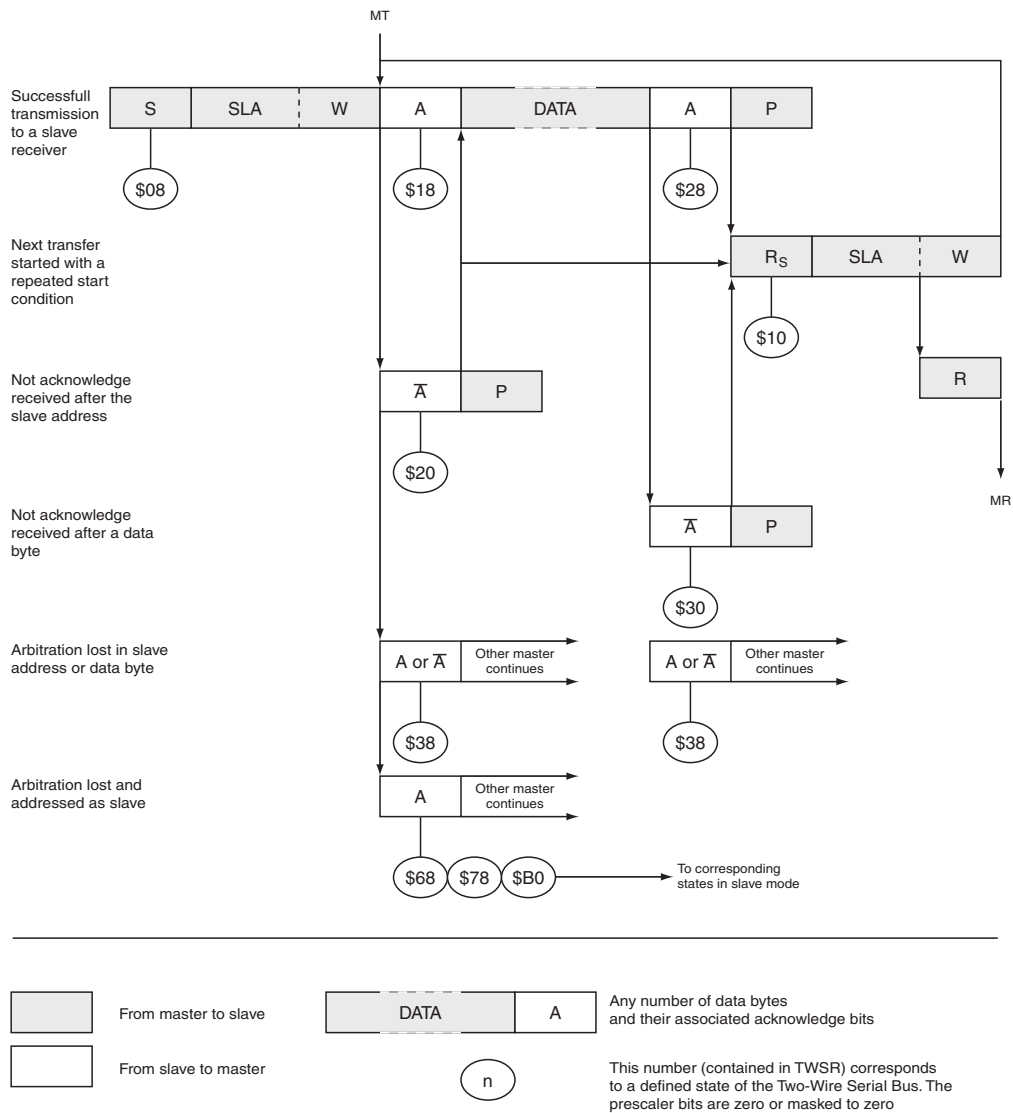 MT
Successfull
transmission
to a slave
receiver
S SLA W A DATA A P
$08 $18 $28
Next transfer
started with a
repeated start
condition
RS SLA W
$10
Not acknowledge
received after the
slave address
A̅ P
R
$20
MR
Not acknowledge
received after a data
byte
A̅ P
$30
Arbitration lost in slave
address or data byte
A or A̅ Other master
continues
A or A̅ Other master
continues
$38 $38
Arbitration lost and
addressed as slave
A Other master
continues
$68 $78 $B0
To corresponding
states in slave mode
From master to slave
DATA A
Any number of data bytes
and their associated acknowledge bits
From slave to master
n
This number (contained in TWSR) corresponds
to a defined state of the Two-Wire Serial Bus. The
prescaler bits are zero or masked to zero